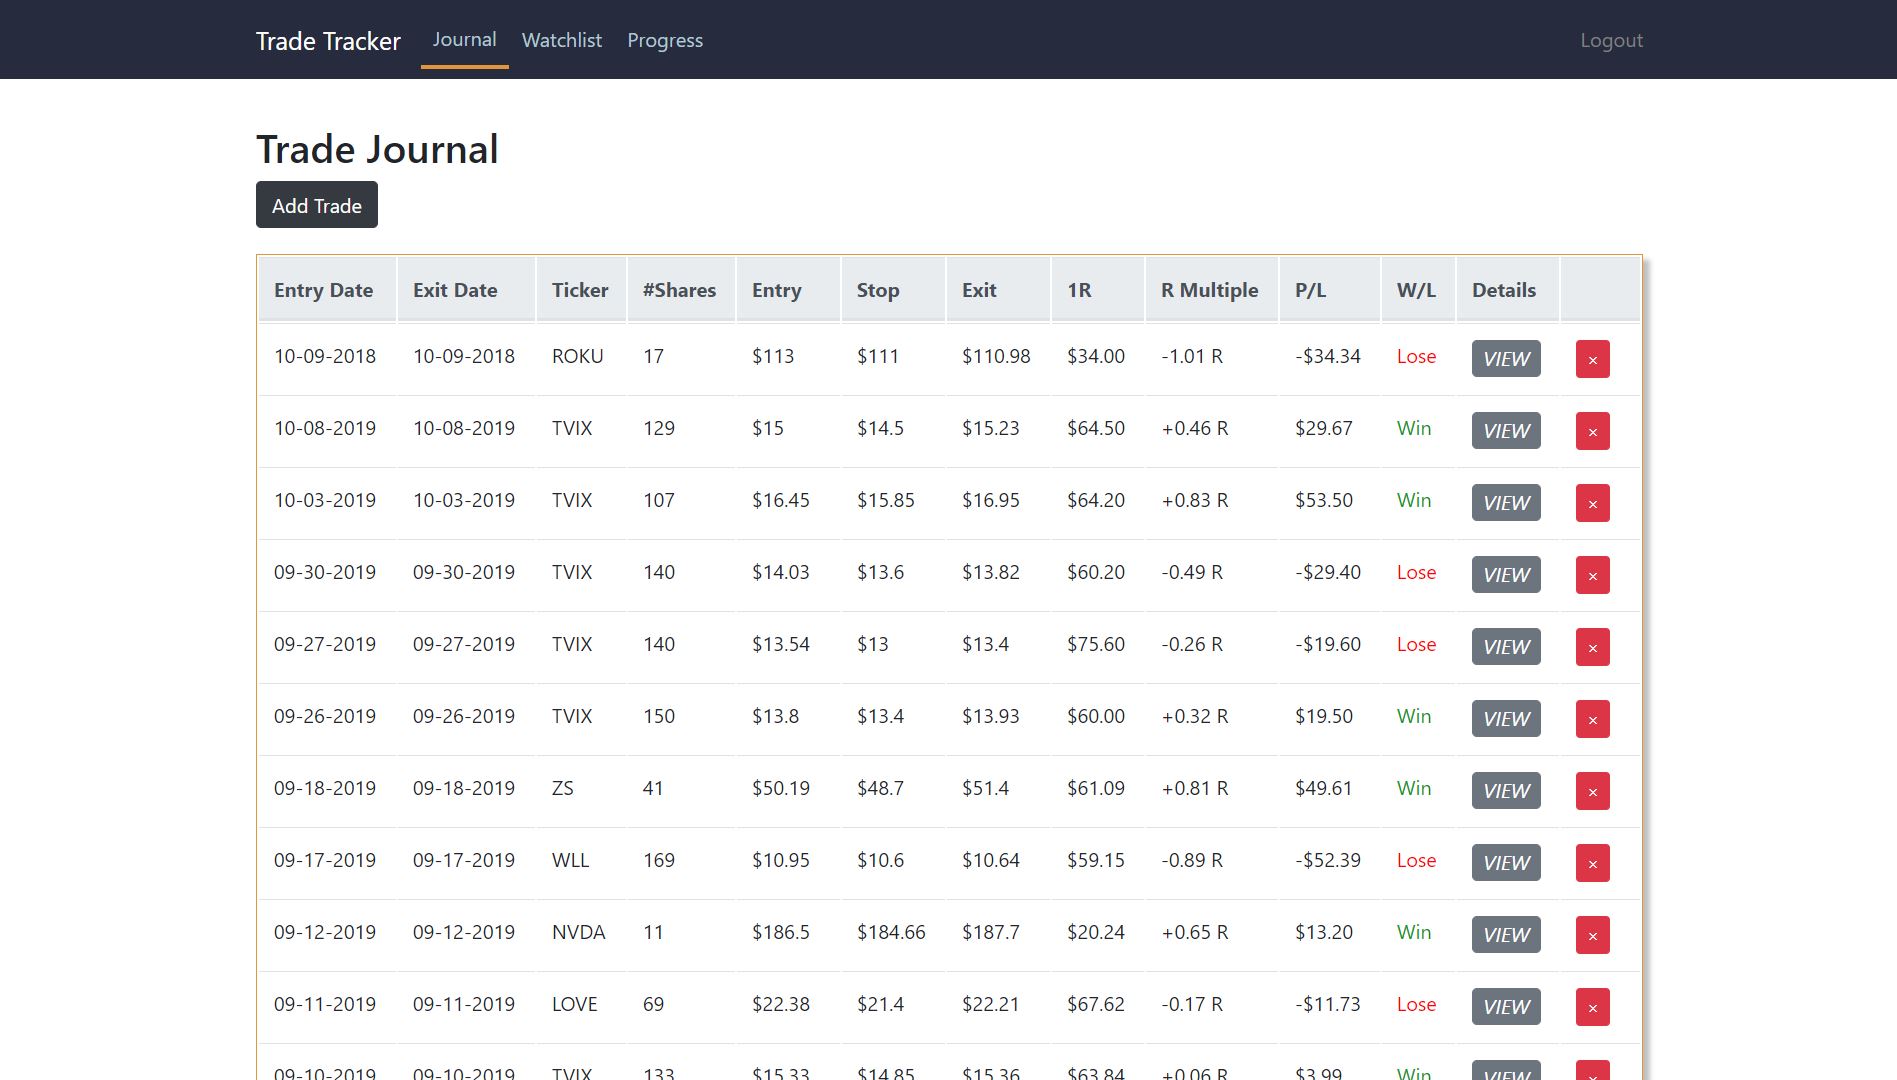 Trade Tracker Journal Watchlist Progress Logout
Trade Journal
Add Trade
Entry Date Exit Date Ticker #Shares Entry Stop Exit 1R R Multiple P/L W/L Details
10-09-2018 10-09-2018 ROKU 17 $113 $111 $110.98 $34.00 -1.01 R -$34.34 Lose VIEW ×
10-08-2019 10-08-2019 TVIX 129 $15 $14.5 $15.23 $64.50 +0.46 R $29.67 Win VIEW ×
10-03-2019 10-03-2019 TVIX 107 $16.45 $15.85 $16.95 $64.20 +0.83 R $53.50 Win VIEW ×
09-30-2019 09-30-2019 TVIX 140 $14.03 $13.6 $13.82 $60.20 -0.49 R -$29.40 Lose VIEW ×
09-27-2019 09-27-2019 TVIX 140 $13.54 $13 $13.4 $75.60 -0.26 R -$19.60 Lose VIEW ×
09-26-2019 09-26-2019 TVIX 150 $13.8 $13.4 $13.93 $60.00 +0.32 R $19.50 Win VIEW ×
09-18-2019 09-18-2019 ZS 41 $50.19 $48.7 $51.4 $61.09 +0.81 R $49.61 Win VIEW ×
09-17-2019 09-17-2019 WLL 169 $10.95 $10.6 $10.64 $59.15 -0.89 R -$52.39 Lose VIEW ×
09-12-2019 09-12-2019 NVDA 11 $186.5 $184.66 $187.7 $20.24 +0.65 R $13.20 Win VIEW ×
09-11-2019 09-11-2019 LOVE 69 $22.38 $21.4 $22.21 $67.62 -0.17 R -$11.73 Lose VIEW ×
09-10-2019 09-10-2019 TVIX 133 $15.33 $14.85 $15.36 $63.84 +0.06 R $3.99 Win VIEW ×